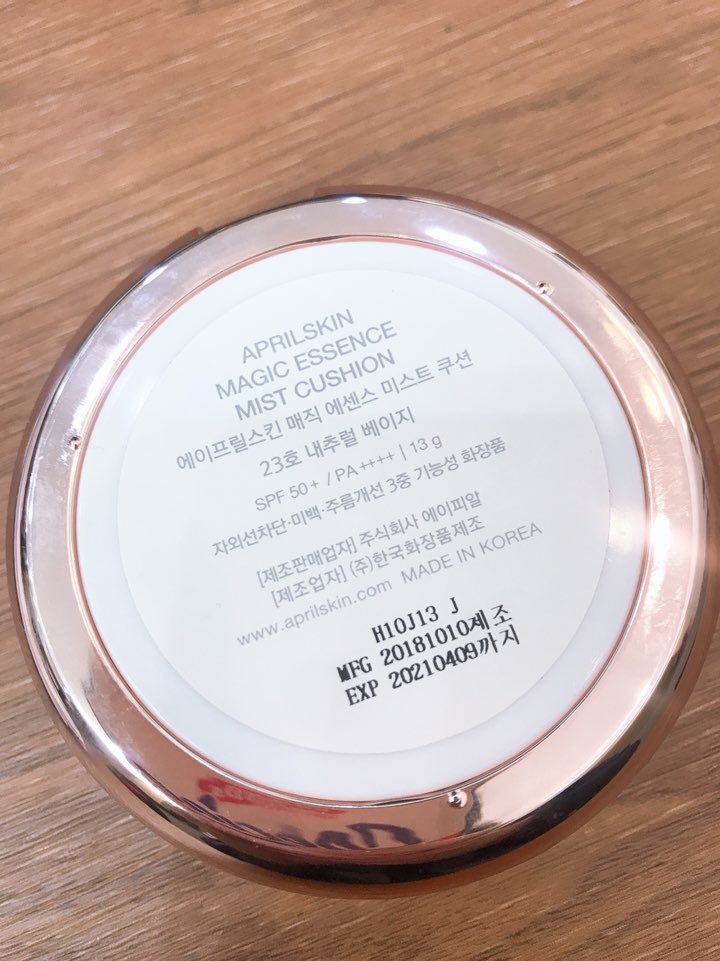 APRILSKIN
MAGIC ESSENCE
MIST CUSHION
에이프릴스킨 매직 에센스 미스트 쿠션
23호 내추럴 베이지
SPF 50+ / PA++++ | 13 g
자외선차단·미백·주름개선 3중 기능성 화장품
[제조판매업자] 주식회사 에이피알
[제조업자] (주)한국화장품제조
www.aprilskin.com MADE IN KOREA
H10J13 J
MFG 20181010제조
EXP 20210409까지